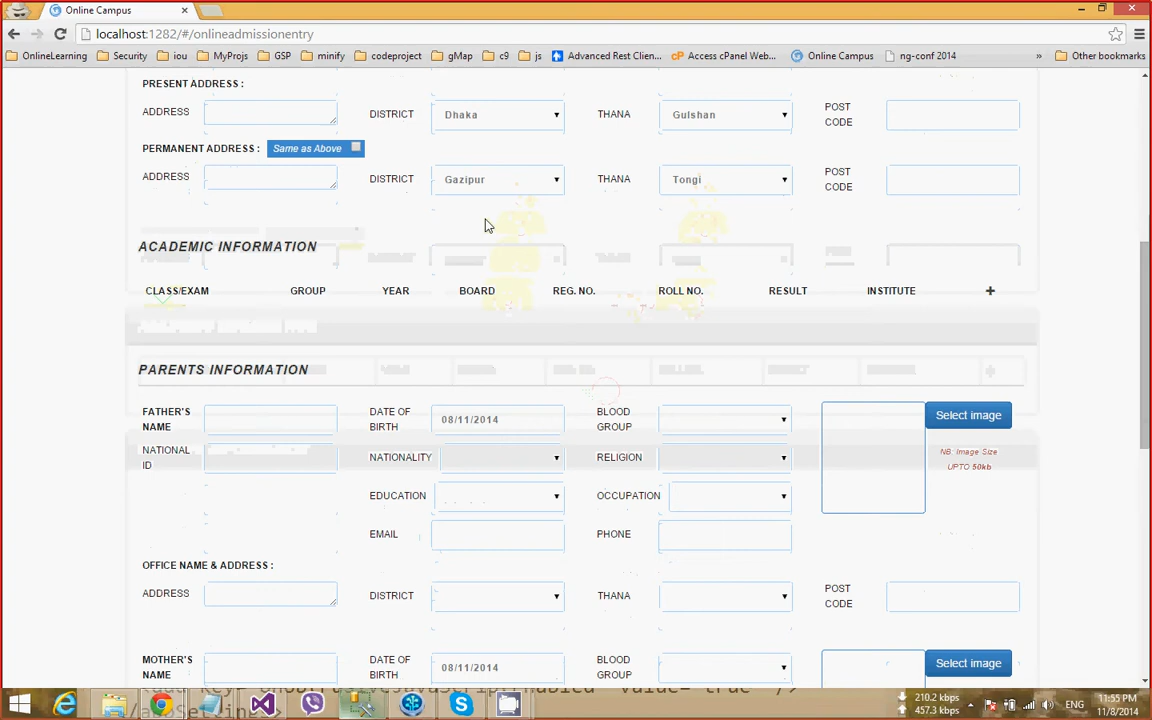 Online Campus
localhost:1282/#/onlineadmissionentry
OnlineLearning Security iou MyProjs GSP minify codeproject gMap c9 js Advanced Rest Clien... Access cPanel Web... Online Campus ng-conf 2014 » Other bookmarks
PRESENT ADDRESS :
ADDRESS DISTRICT Dhaka THANA Gulshan POST CODE
PERMANENT ADDRESS : Same as Above
ADDRESS DISTRICT Gazipur THANA Tongi POST CODE
ACADEMIC INFORMATION
CLASS/EXAM GROUP YEAR BOARD REG. NO. ROLL NO. RESULT INSTITUTE +
PARENTS INFORMATION
FATHER'S NAME DATE OF BIRTH 08/11/2014 BLOOD GROUP Select image
NATIONAL ID NATIONALITY RELIGION NB: Image Size UPTO 50kb
EDUCATION OCCUPATION
EMAIL PHONE
OFFICE NAME & ADDRESS :
ADDRESS DISTRICT THANA POST CODE
MOTHER'S NAME DATE OF BIRTH 08/11/2014 BLOOD GROUP Select image
210.2 kbps
457.3 kbps
ENG
11:55 PM
11/8/2014